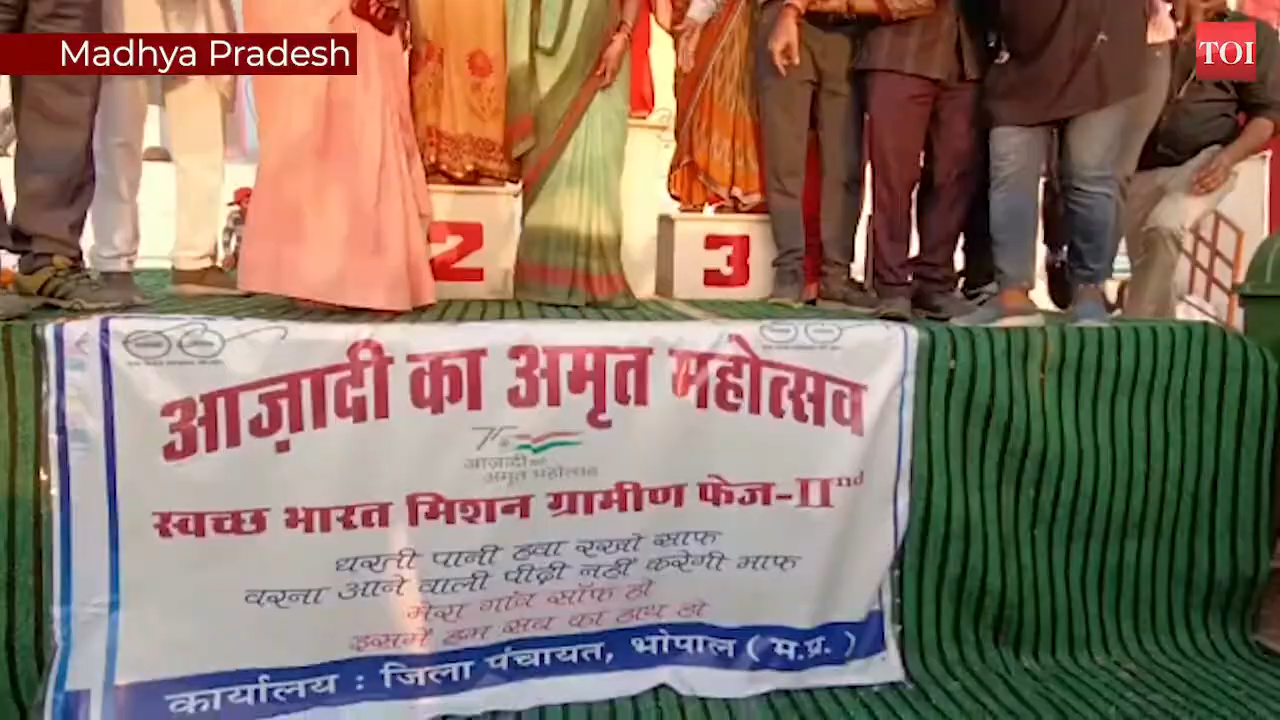 Madhya Pradesh
TOI
2
3
आज़ादी का अमृत महोत्सव
75
आज़ादी का
अमृत महोत्सव
स्वच्छ भारत मिशन ग्रामीण फेज-IInd
धरती पानी हवा रखो साफ
वरना आने वाली पीढ़ी नहीं करेगी माफ
मेरा गांव सॉफ हो
इसमें हम सब का हाथ हो
कार्यालय : जिला पंचायत, भोपाल ( म.प्र. )